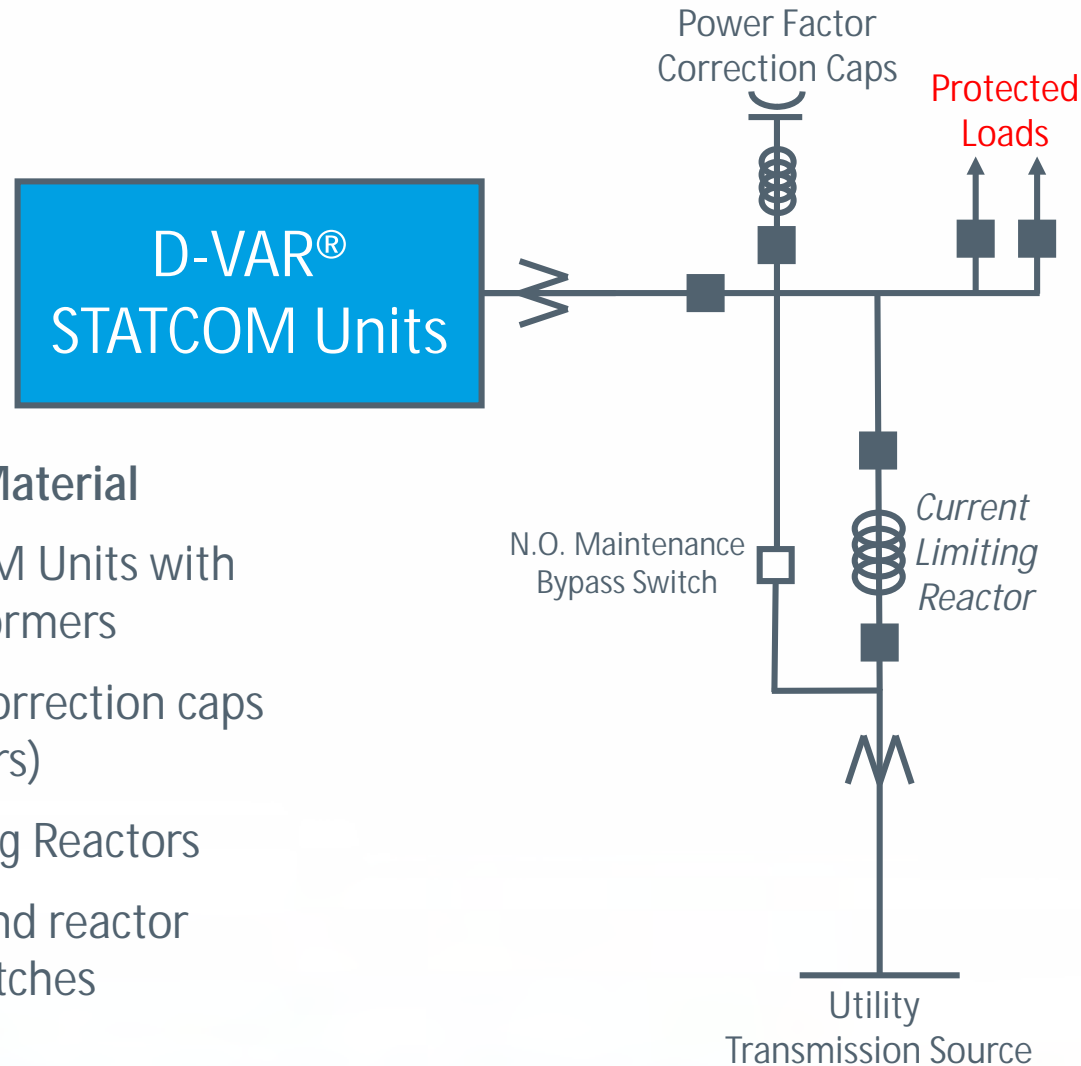 Power Factor
Correction Caps
Protected
Loads
D-VAR®
STATCOM Units
Material
M Units with
ormers
orrection caps
rs)
g Reactors
nd reactor
tches
N.O. Maintenance
Bypass Switch
Current
Limiting
Reactor
Utility
Transmission Source